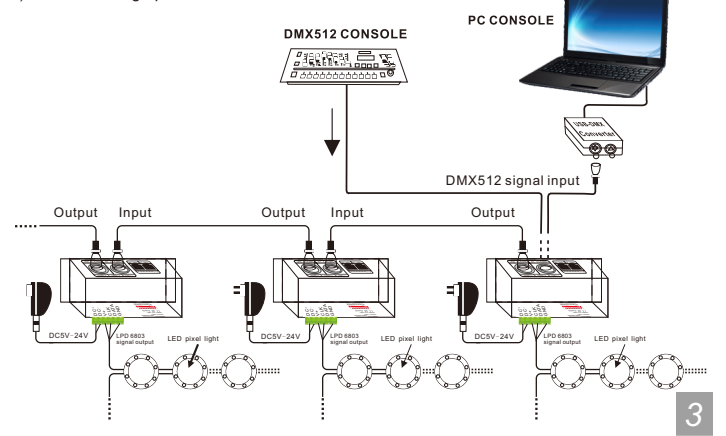 PC CONSOLE
DMX512 CONSOLE
USB-DMX
Converter
DMX512 signal input
Output Input Output Input Output
DC5V~24V
LPD 6803
signal output
LED pixel light
DC5V~24V
LPD 6803
signal output
LED pixel light
DC5V~24V
LPD 6803
signal output
LED pixel light
3